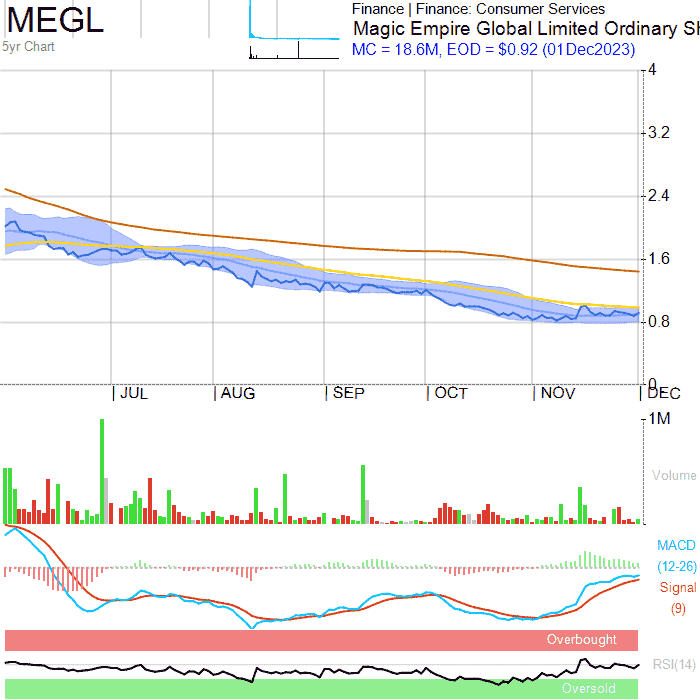 MEGL
5yr Chart
Finance | Finance: Consumer Services
Magic Empire Global Limited Ordinary Sh
MC = 18.6M, EOD = $0.92 (01Dec2023)
4
3.2
2.4
1.6
0.8
0
JUL
AUG
SEP
OCT
NOV
DEC
1M
Volume
MACD
(12-26)
Signal
(9)
Overbought
RSI(14)
Oversold